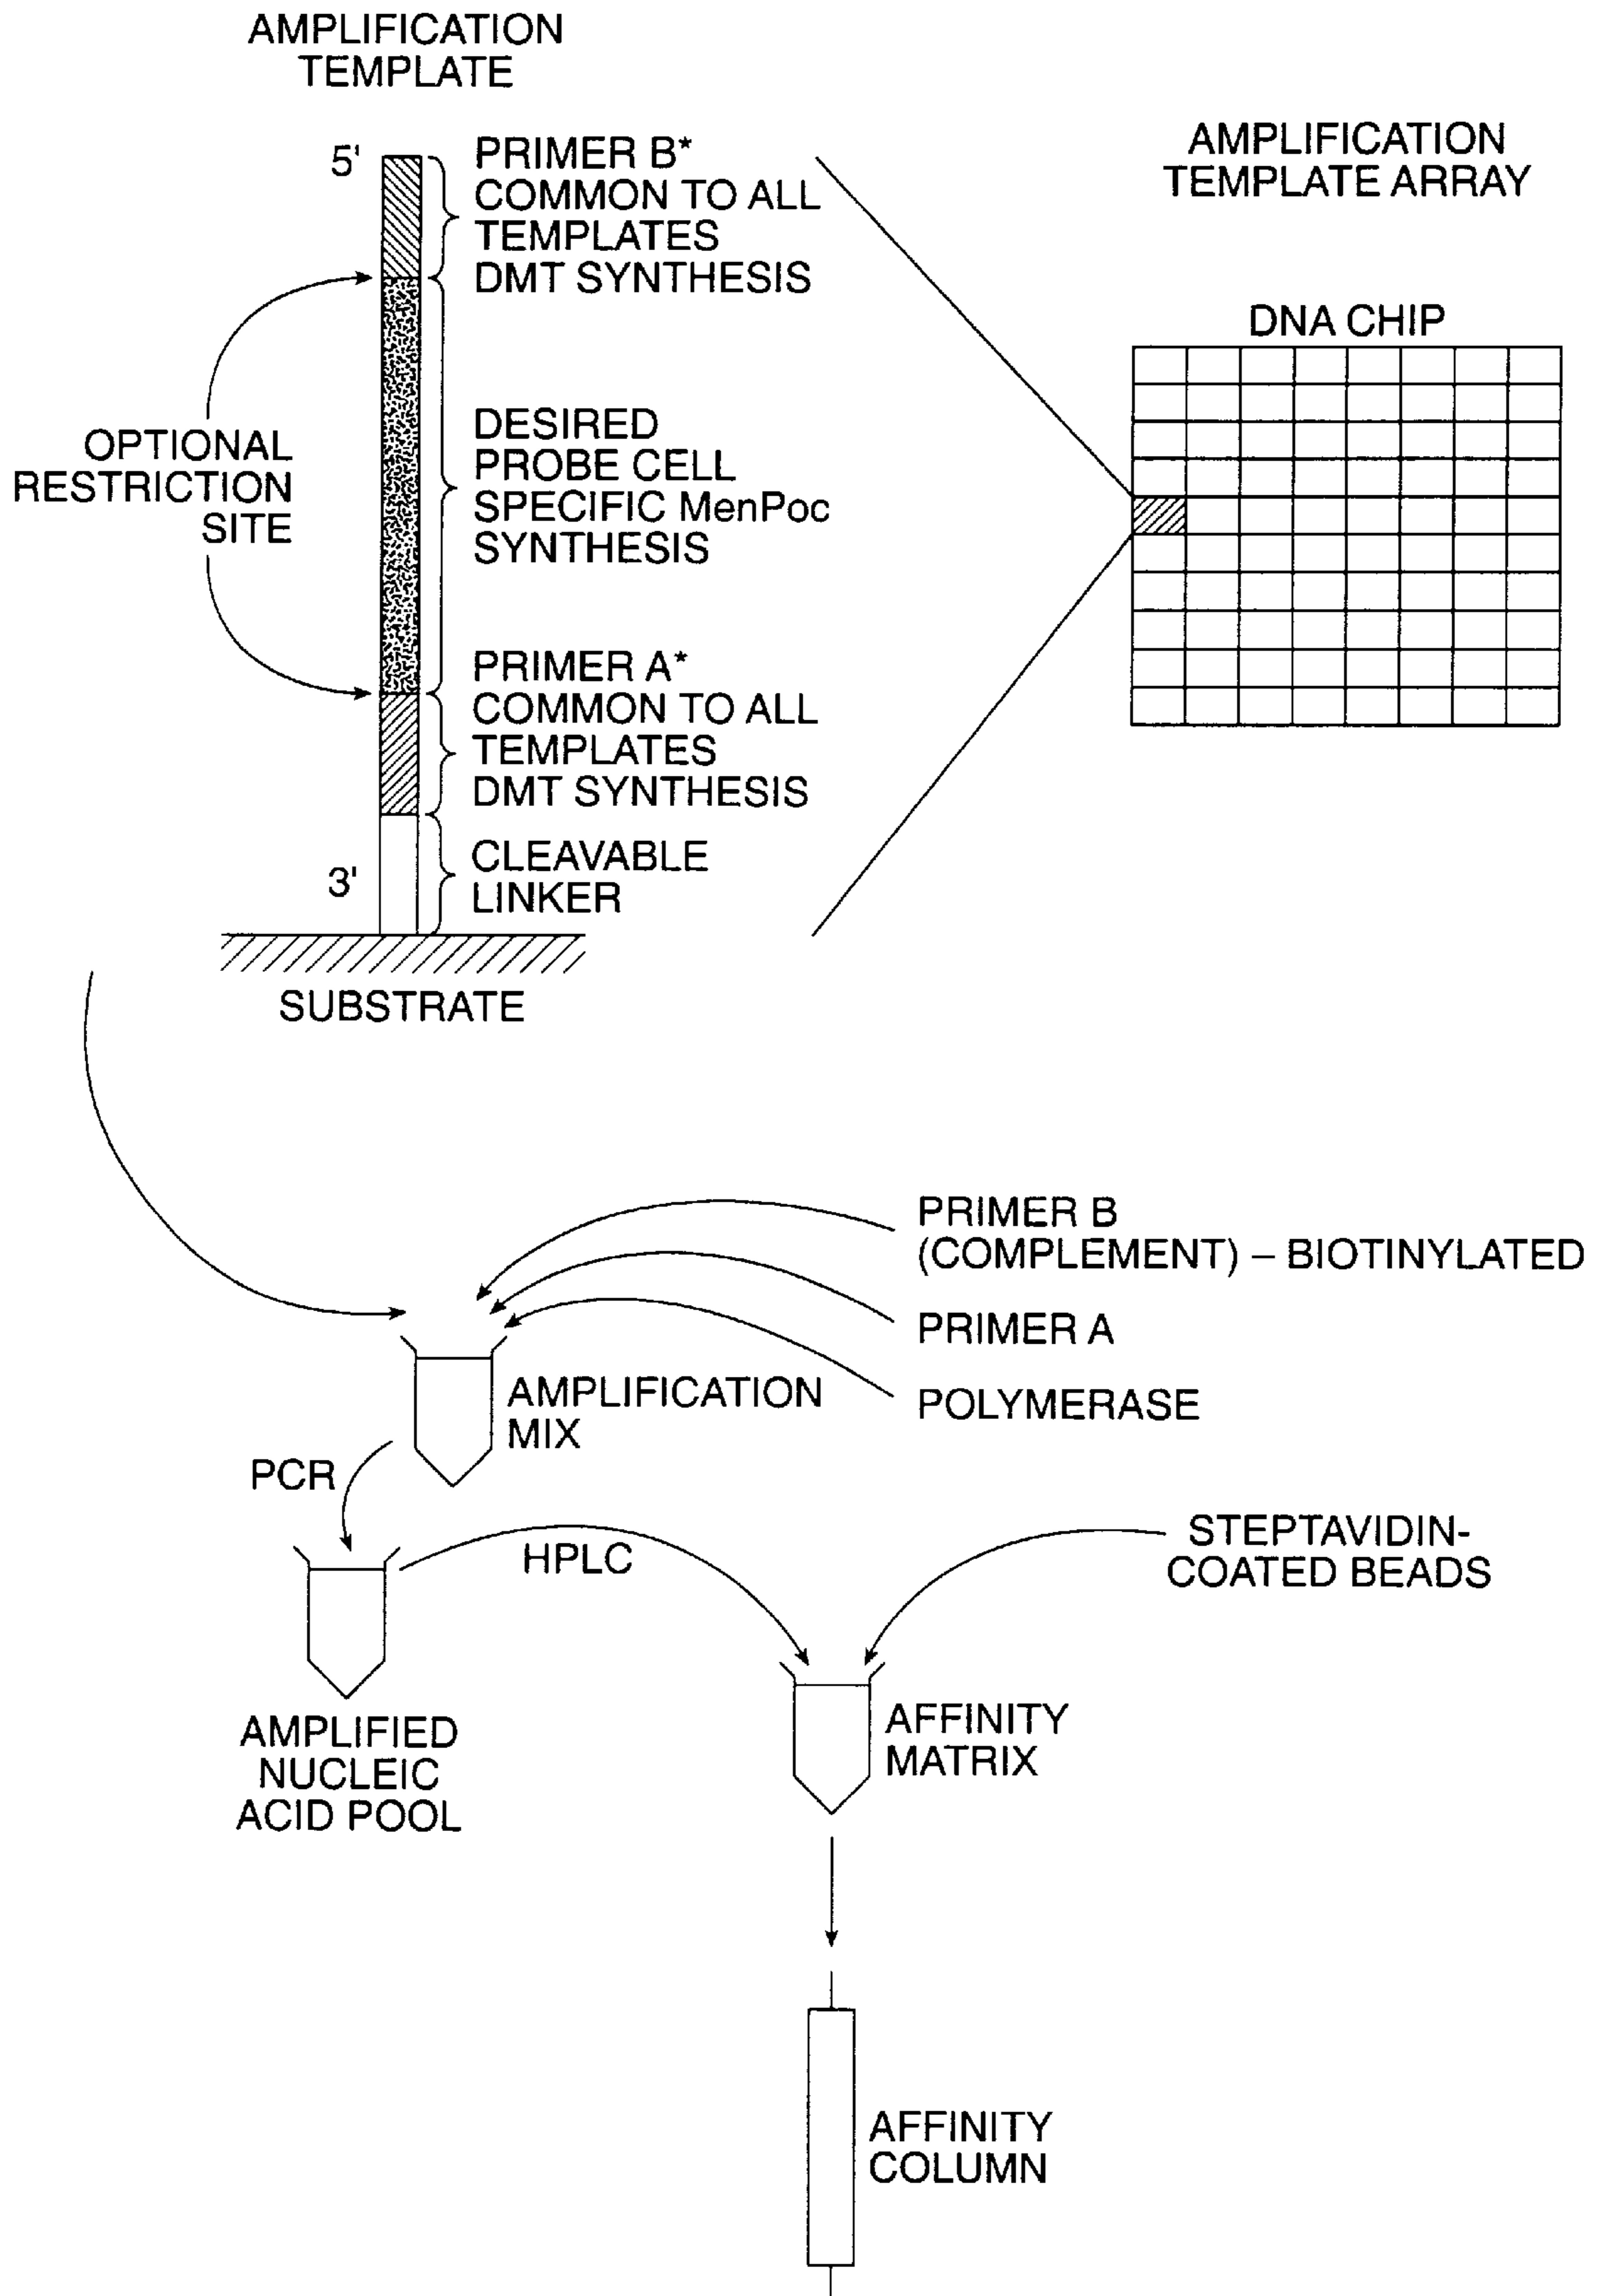 AMPLIFICATION
TEMPLATE
5'
PRIMER B*
COMMON TO ALL
TEMPLATES
DMT SYNTHESIS
AMPLIFICATION
TEMPLATE ARRAY
DNA CHIP
OPTIONAL
RESTRICTION
SITE
DESIRED
PROBE CELL
SPECIFIC MenPoc
SYNTHESIS
PRIMER A*
COMMON TO ALL
TEMPLATES
DMT SYNTHESIS
3'
CLEAVABLE
LINKER
SUBSTRATE
PRIMER B
(COMPLEMENT) – BIOTINYLATED
PRIMER A
POLYMERASE
AMPLIFICATION
MIX
PCR
HPLC
STEPTAVIDIN-
COATED BEADS
AMPLIFIED
NUCLEIC
ACID POOL
AFFINITY
MATRIX
AFFINITY
COLUMN